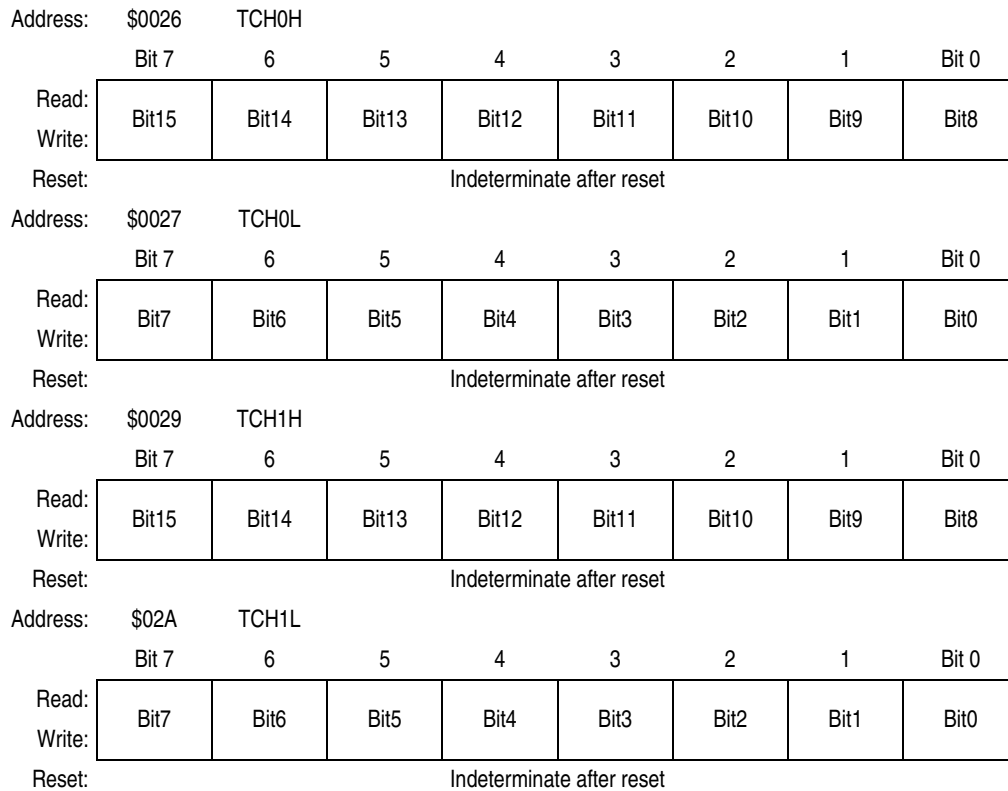 Address: $0026 TCH0H
Bit 7 6 5 4 3 2 1 Bit 0
Read:
Bit15 Bit14 Bit13 Bit12 Bit11 Bit10 Bit9 Bit8
Write:
Reset: Indeterminate after reset
Address: $0027 TCH0L
Bit 7 6 5 4 3 2 1 Bit 0
Read:
Bit7 Bit6 Bit5 Bit4 Bit3 Bit2 Bit1 Bit0
Write:
Reset: Indeterminate after reset
Address: $0029 TCH1H
Bit 7 6 5 4 3 2 1 Bit 0
Read:
Bit15 Bit14 Bit13 Bit12 Bit11 Bit10 Bit9 Bit8
Write:
Reset: Indeterminate after reset
Address: $02A TCH1L
Bit 7 6 5 4 3 2 1 Bit 0
Read:
Bit7 Bit6 Bit5 Bit4 Bit3 Bit2 Bit1 Bit0
Write:
Reset: Indeterminate after reset